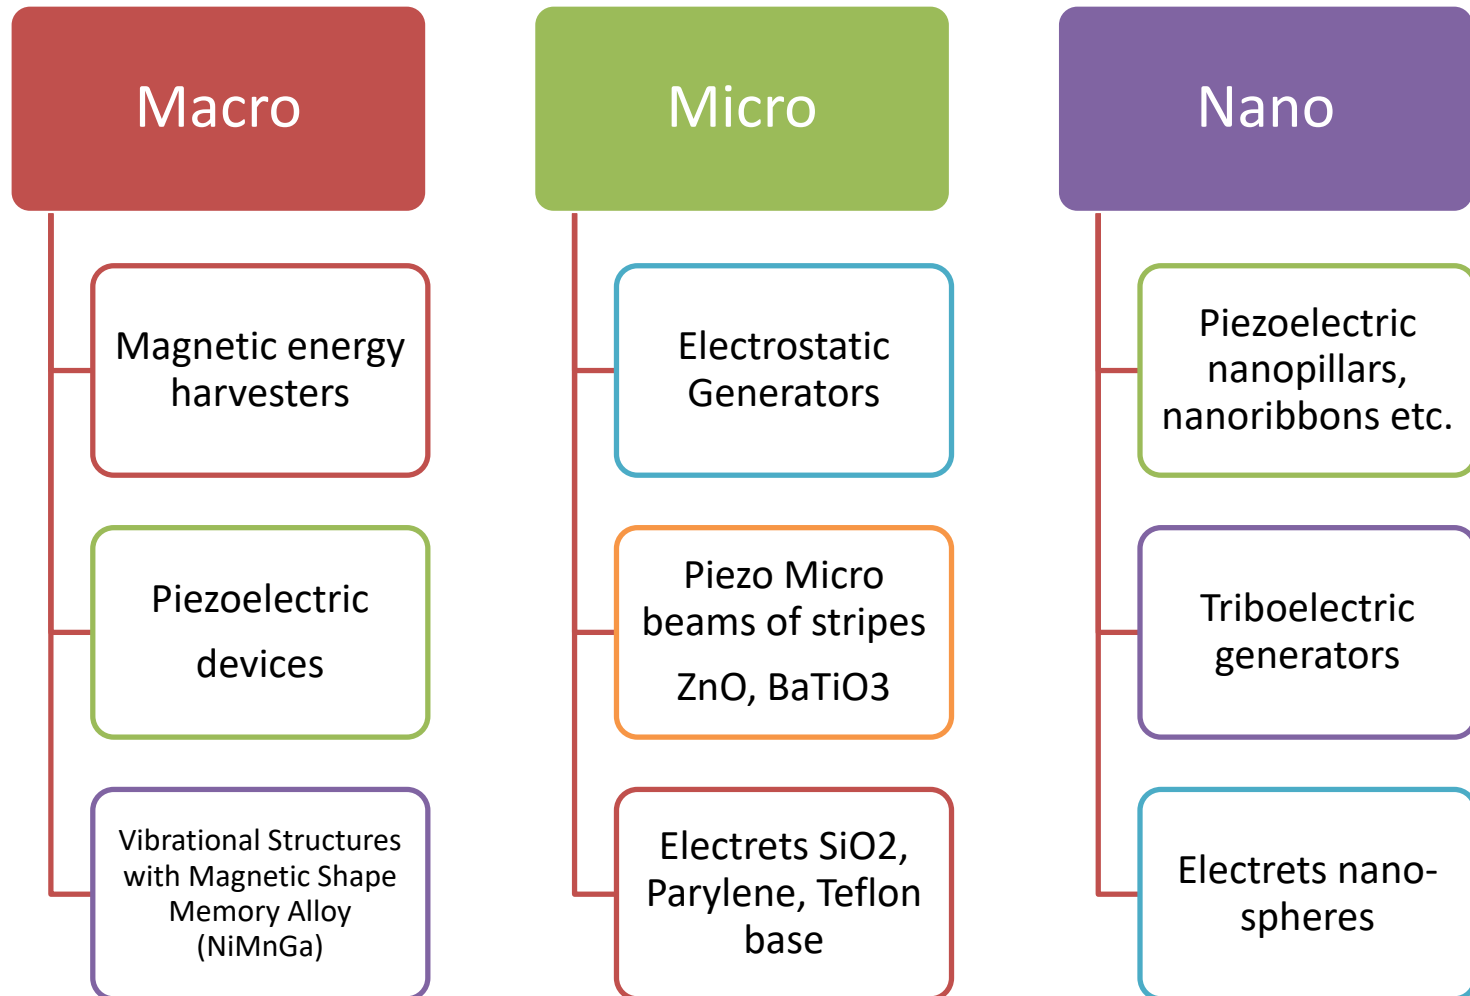 Macro
Magnetic energy
harvesters
Piezoelectric
devices
Vibrational Structures
with Magnetic Shape
Memory Alloy
(NiMnGa)
Micro
Electrostatic
Generators
Piezo Micro
beams of stripes
ZnO, BaTiO3
Electrets SiO2,
Parylene, Teflon
base
Nano
Piezoelectric
nanopillars,
nanoribbons etc.
Triboelectric
generators
Electrets nano-
spheres